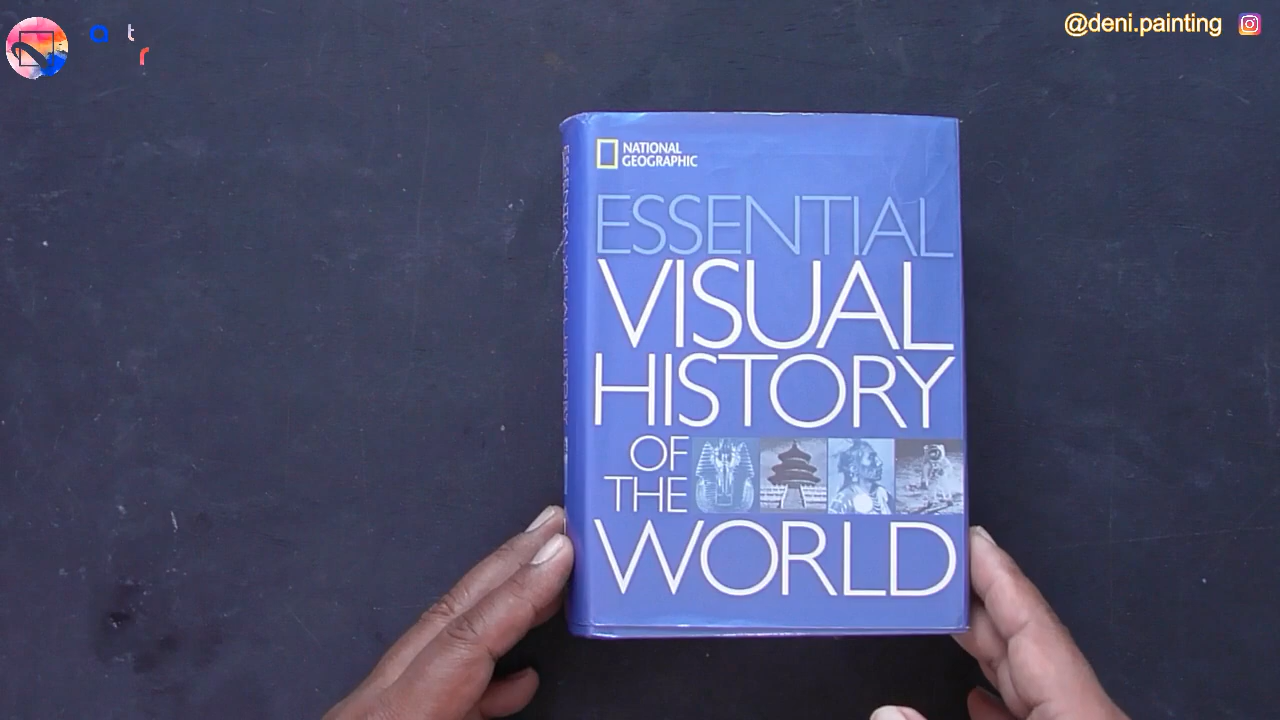 a t
r
@deni.painting
NATIONAL
GEOGRAPHIC
ESSENTIAL
VISUAL
HISTORY
OF
THE
WORLD